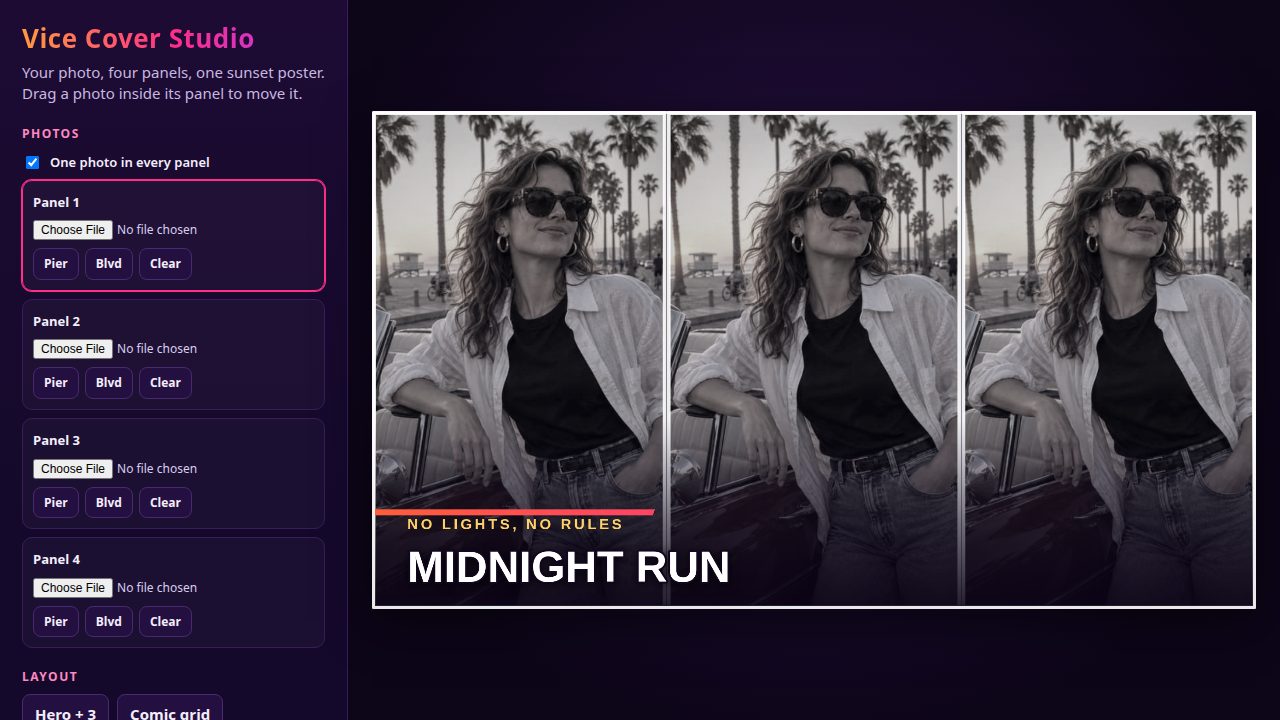 Vice Cover Studio
Your photo, four panels, one sunset poster.
Drag a photo inside its panel to move it.
PHOTOS
One photo in every panel
Panel 1
Choose File No file chosen
Pier Blvd Clear
Panel 2
Choose File No file chosen
Pier Blvd Clear
Panel 3
Choose File No file chosen
Pier Blvd Clear
Panel 4
Choose File No file chosen
Pier Blvd Clear
LAYOUT
Hero + 3 Comic grid
NO LIGHTS, NO RULES
MIDNIGHT RUN